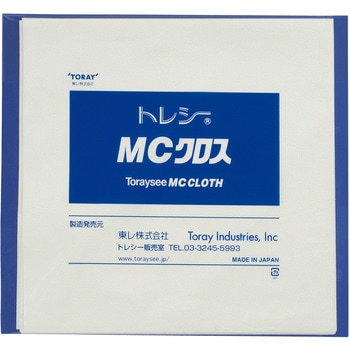 'TORAY'
東レ株式会社
トレシー®
MCクロス
Toraysee MC CLOTH
製造発売元
東レ株式会社 Toray Industries, Inc
トレシー販売室 TEL.03-3245-5993
www.toraysee.jp/ MADE IN JAPAN